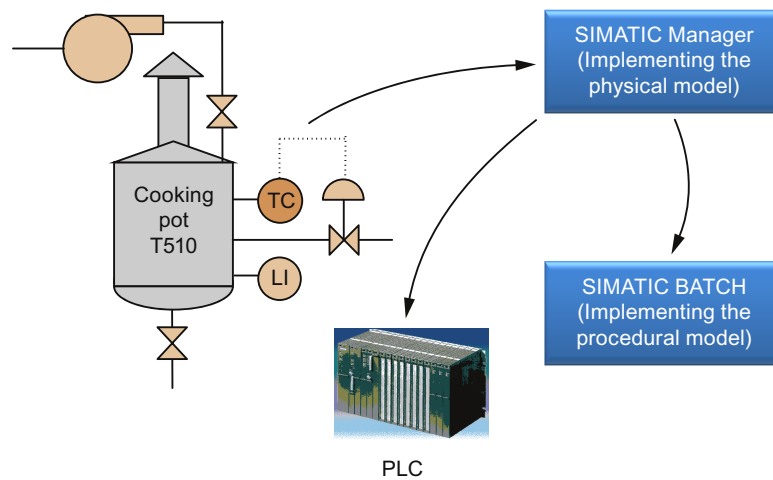 SIMATIC Manager
(Implementing the
physical model)
Cooking
pot
T510
TC
LI
SIMATIC BATCH
(Implementing the
procedural model)
PLC